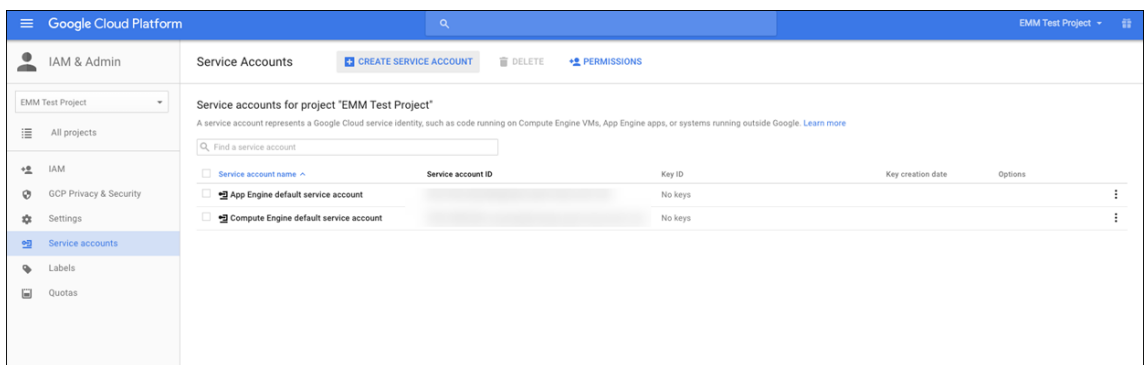 Google Cloud Platform
EMM Test Project
IAM & Admin
Service Accounts
CREATE SERVICE ACCOUNT
DELETE
PERMISSIONS
EMM Test Project
All projects
IAM
GCP Privacy & Security
Settings
Service accounts
Labels
Quotas
Service accounts for project "EMM Test Project"
A service account represents a Google Cloud service identity, such as code running on Compute Engine VMs, App Engine apps, or systems running outside Google. Learn more
Find a service account
Service account name Service account ID Key ID Key creation date Options
App Engine default service account No keys
Compute Engine default service account No keys